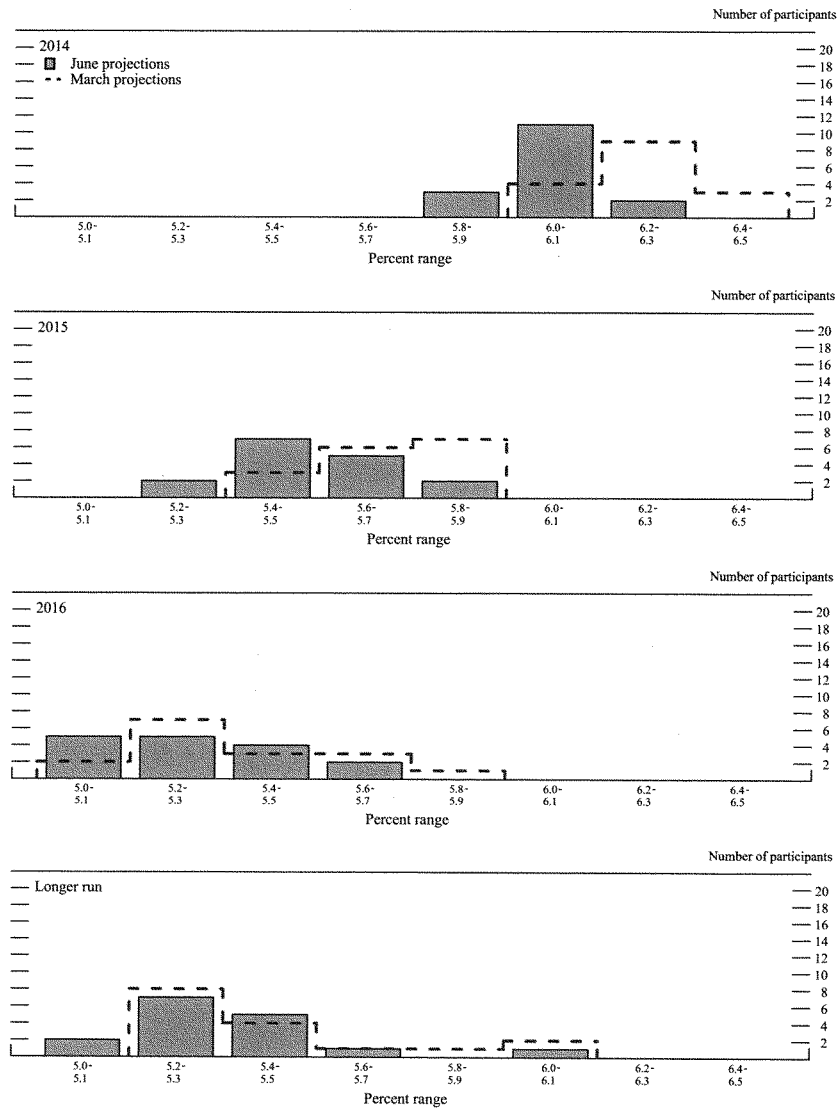 Number of participants
2014
June projections
March projections
20
18
16
14
12
10
8
6
4
2
5.0- 5.2- 5.4- 5.6- 5.8- 6.0- 6.2- 6.4-
5.1 5.3 5.5 5.7 5.9 6.1 6.3 6.5
Percent range
Number of participants
2015
20
18
16
14
12
10
8
6
4
2
5.0- 5.2- 5.4- 5.6- 5.8- 6.0- 6.2- 6.4-
5.1 5.3 5.5 5.7 5.9 6.1 6.3 6.5
Percent range
Number of participants
2016
20
18
16
14
12
10
8
6
4
2
5.0- 5.2- 5.4- 5.6- 5.8- 6.0- 6.2- 6.4-
5.1 5.3 5.5 5.7 5.9 6.1 6.3 6.5
Percent range
Number of participants
Longer run
20
18
16
14
12
10
8
6
4
2
5.0- 5.2- 5.4- 5.6- 5.8- 6.0- 6.2- 6.4-
5.1 5.3 5.5 5.7 5.9 6.1 6.3 6.5
Percent range